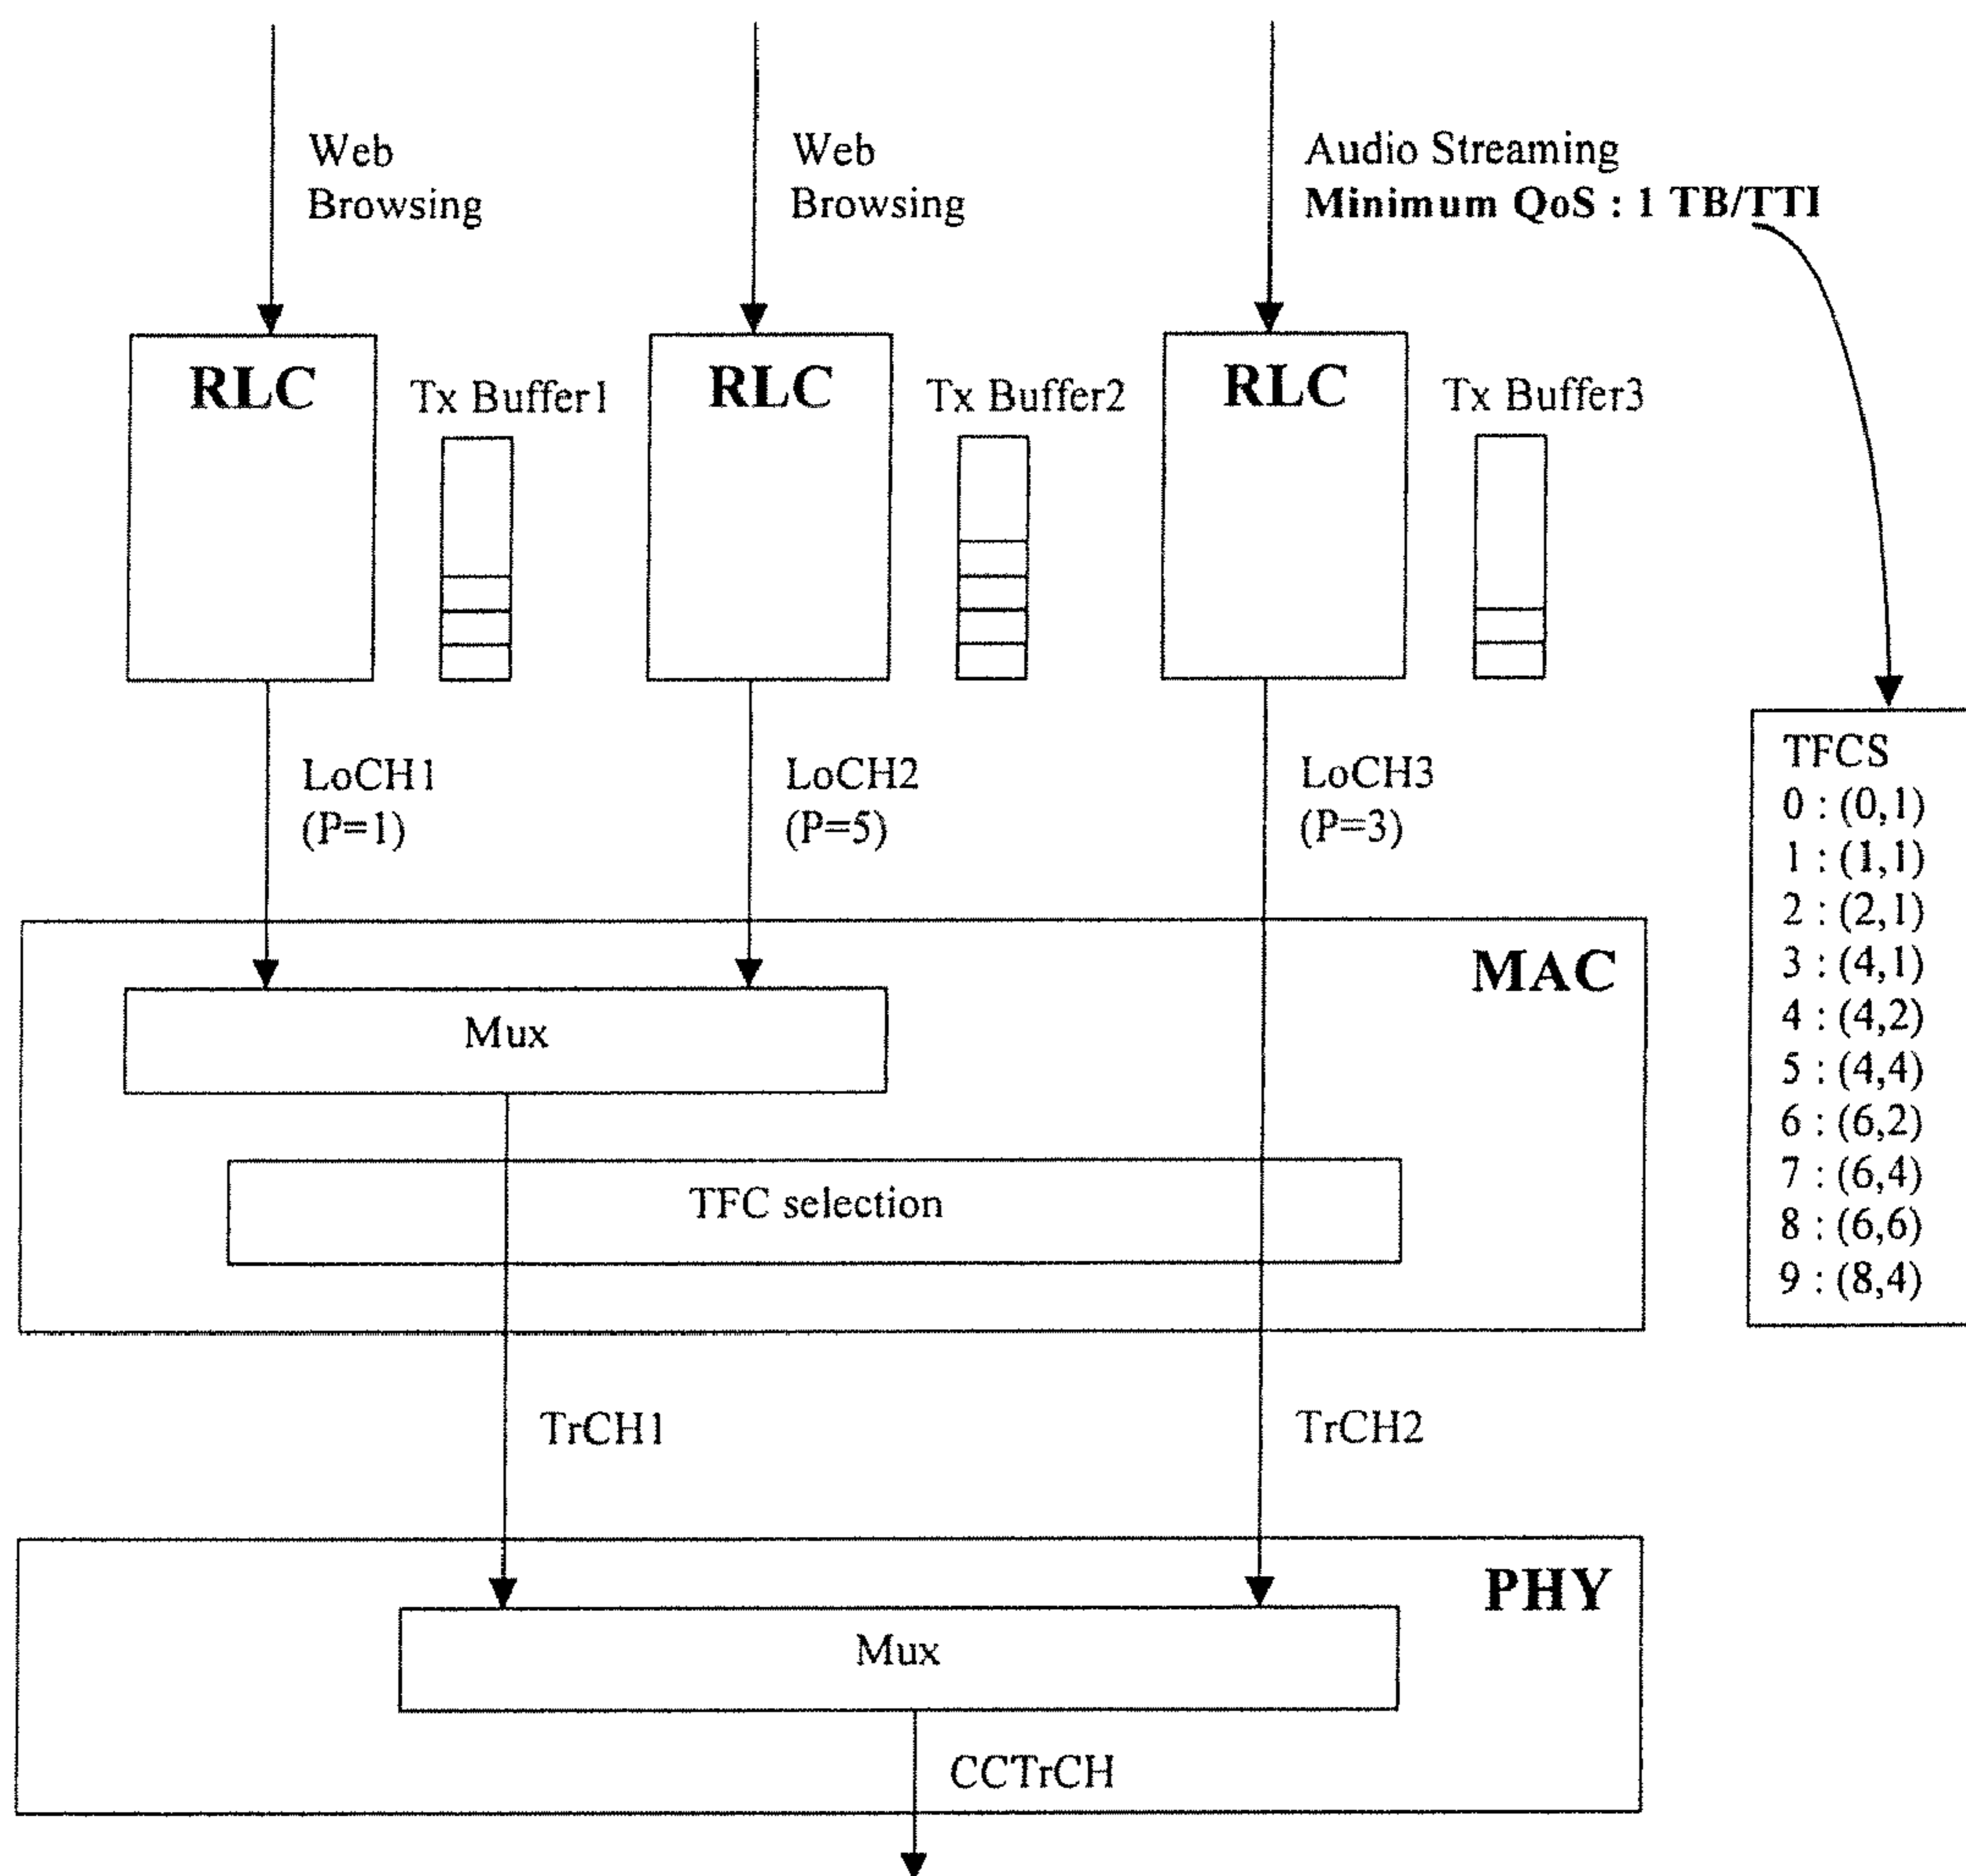 Web
Browsing
Web
Browsing
Audio Streaming
Minimum QoS : 1 TB/TTI
RLC
Tx Buffer1
RLC
Tx Buffer2
RLC
Tx Buffer3
LoCH1
(P=1)
LoCH2
(P=5)
LoCH3
(P=3)
TFCS
0 : (0,1)
1 : (1,1)
2 : (2,1)
3 : (4,1)
4 : (4,2)
5 : (4,4)
6 : (6,2)
7 : (6,4)
8 : (6,6)
9 : (8,4)
MAC
Mux
TFC selection
TrCH1
TrCH2
PHY
Mux
CCTrCH